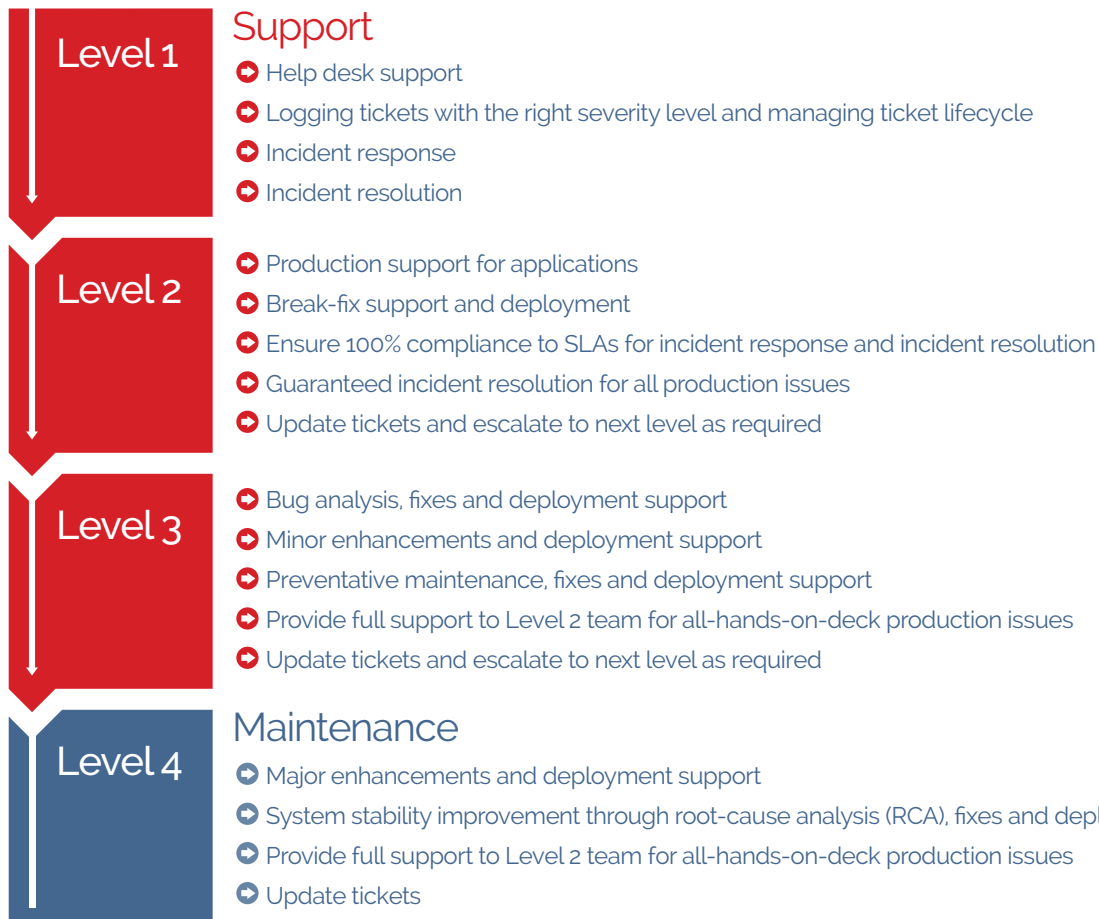 Level 1
Support
Help desk support
Logging tickets with the right severity level and managing ticket lifecycle
Incident response
Incident resolution
Level 2
Production support for applications
Break-fix support and deployment
Ensure 100% compliance to SLAs for incident response and incident resolution
Guaranteed incident resolution for all production issues
Update tickets and escalate to next level as required
Level 3
Bug analysis, fixes and deployment support
Minor enhancements and deployment support
Preventative maintenance, fixes and deployment support
Provide full support to Level 2 team for all-hands-on-deck production issues
Update tickets and escalate to next level as required
Level 4
Maintenance
Major enhancements and deployment support
System stability improvement through root-cause analysis (RCA), fixes and
Provide full support to Level 2 team for all-hands-on-deck production issues
Update tickets